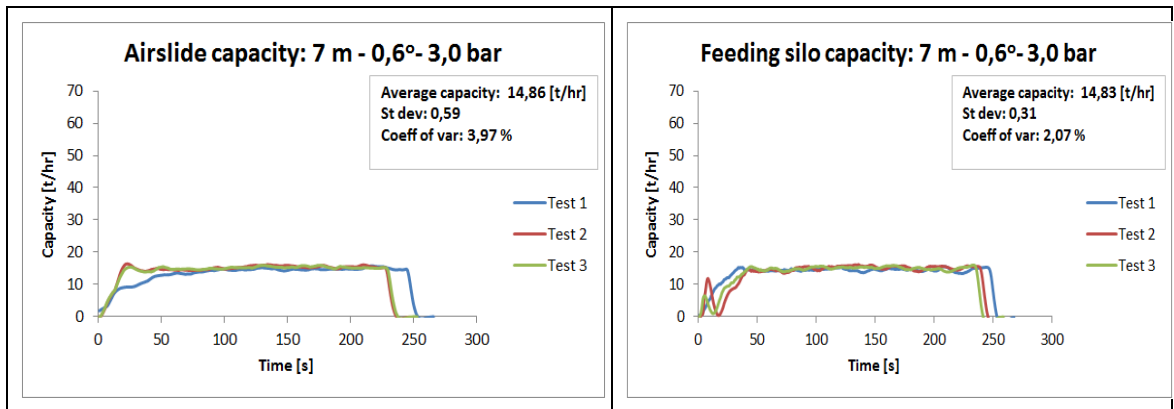 Airslide capacity: 7 m - 0,6º- 3,0 bar
Average capacity: 14,86 [t/hr]
St dev: 0,59
Coeff of var: 3,97 %
Capacity [t/hr]
70
60
50
40
30
20
10
0
0 50 100 150 200 250 300
Time [s]
Test 1
Test 2
Test 3
Feeding silo capacity: 7 m - 0,6º- 3,0 bar
Average capacity: 14,83 [t/hr]
St dev: 0,31
Coeff of var: 2,07 %
Capacity [t/hr]
70
60
50
40
30
20
10
0
0 50 100 150 200 250 300
Time [s]
Test 1
Test 2
Test 3